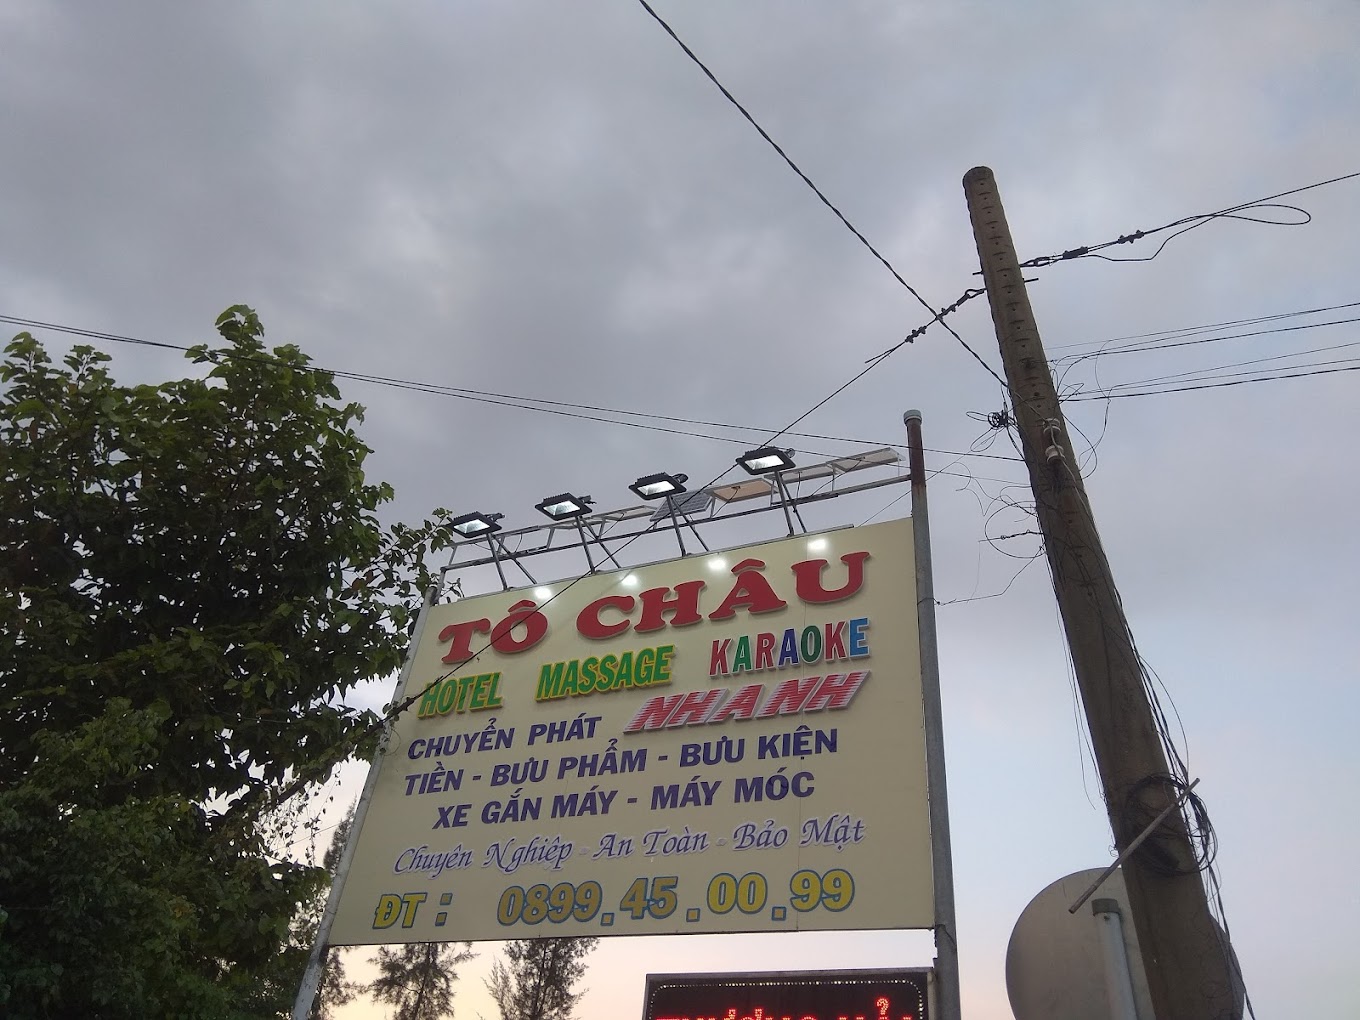 TÔ CHÂU
HOTEL MASSAGE KARAOKE
CHUYỂN PHÁT NHANH
TIỀN - BƯU PHẨM - BƯU KIỆN
XE GẮN MÁY - MÁY MÓC
Chuyên Nghiệp - An Toàn - Bảo Mật
ĐT : 0899.45.00.99